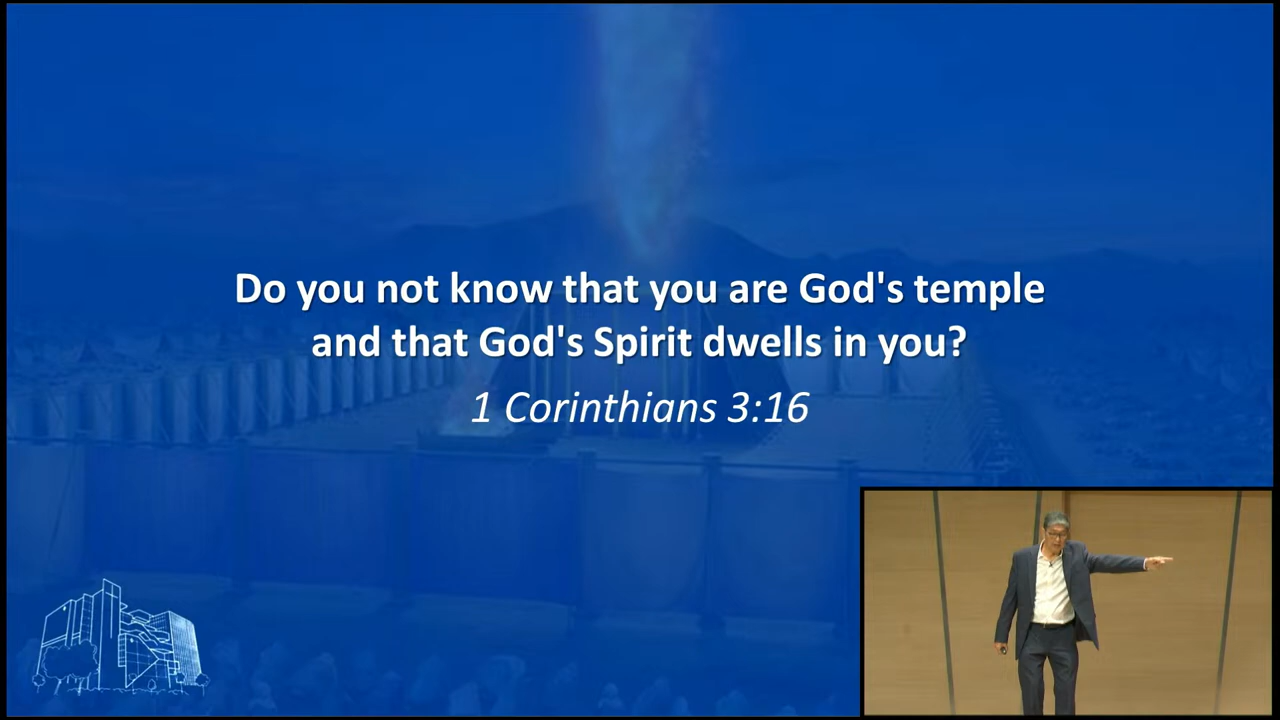 Do you not know that you are God's temple
and that God's Spirit dwells in you?
1 Corinthians 3:16